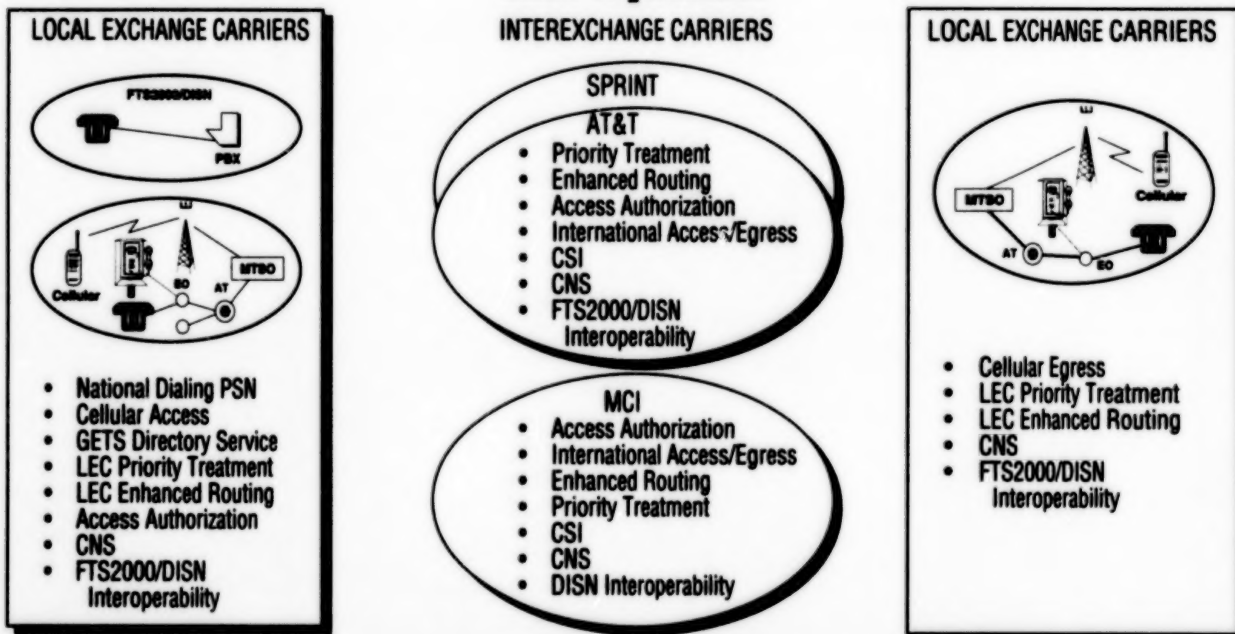 LOCAL EXCHANGE CARRIERS
FTS2000/DISN
PBX
Cellular
EO
AT
MTSO
• National Dialing PSN
• Cellular Access
• GETS Directory Service
• LEC Priority Treatment
• LEC Enhanced Routing
• Access Authorization
• CNS
• FTS2000/DISN
Interoperability
INTEREXCHANGE CARRIERS
SPRINT
AT&T
• Priority Treatment
• Enhanced Routing
• Access Authorization
• International Access/Egress
• CSI
• CNS
• FTS2000/DISN
Interoperability
MCI
• Access Authorization
• International Access/Egress
• Enhanced Routing
• Priority Treatment
• CSI
• CNS
• DISN Interoperability
LOCAL EXCHANGE CARRIERS
MTSO
Cellular
AT
EO
• Cellular Egress
• LEC Priority Treatment
• LEC Enhanced Routing
• CNS
• FTS2000/DISN
Interoperability